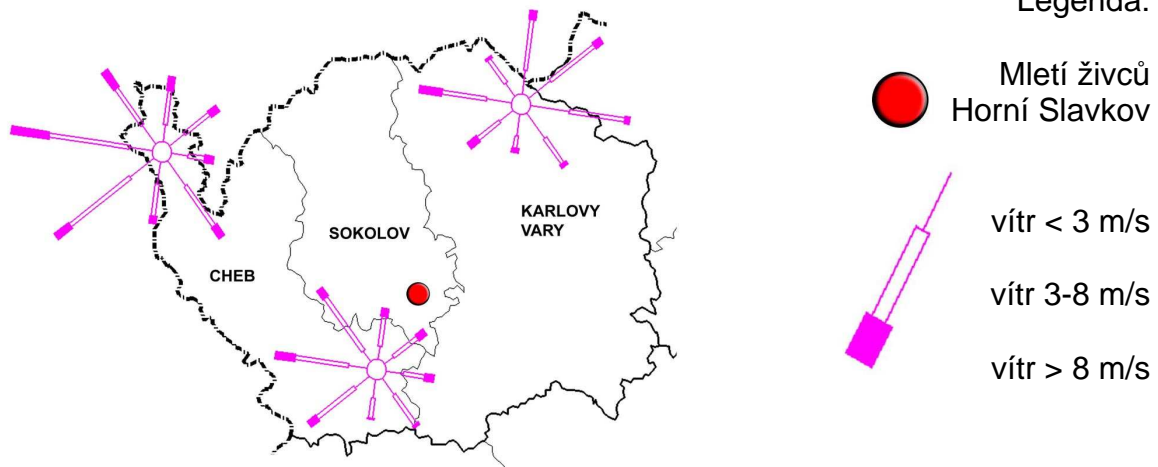 Legenda:
Mletí živců
Horní Slavkov
KARLOVY
VARY
SOKOLOV
CHEB
vítr < 3 m/s
vítr 3-8 m/s
vítr > 8 m/s